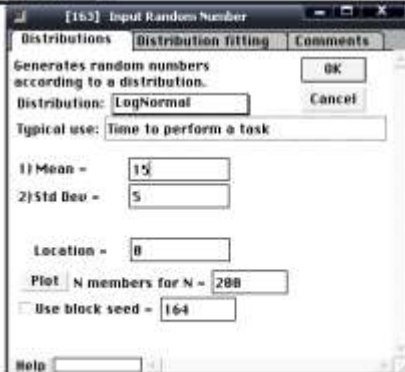 [163] Input Random Number
Distributions Distribution fitting Comments
Generates random numbers
according to a distribution.
OK
Distribution: LogNormal
Cancel
Typical use: Time to perform a task
1) Mean = 15
2) Std Dev = 5
Location = 0
Plot N members for N = 200
Use block seed = 164
Help